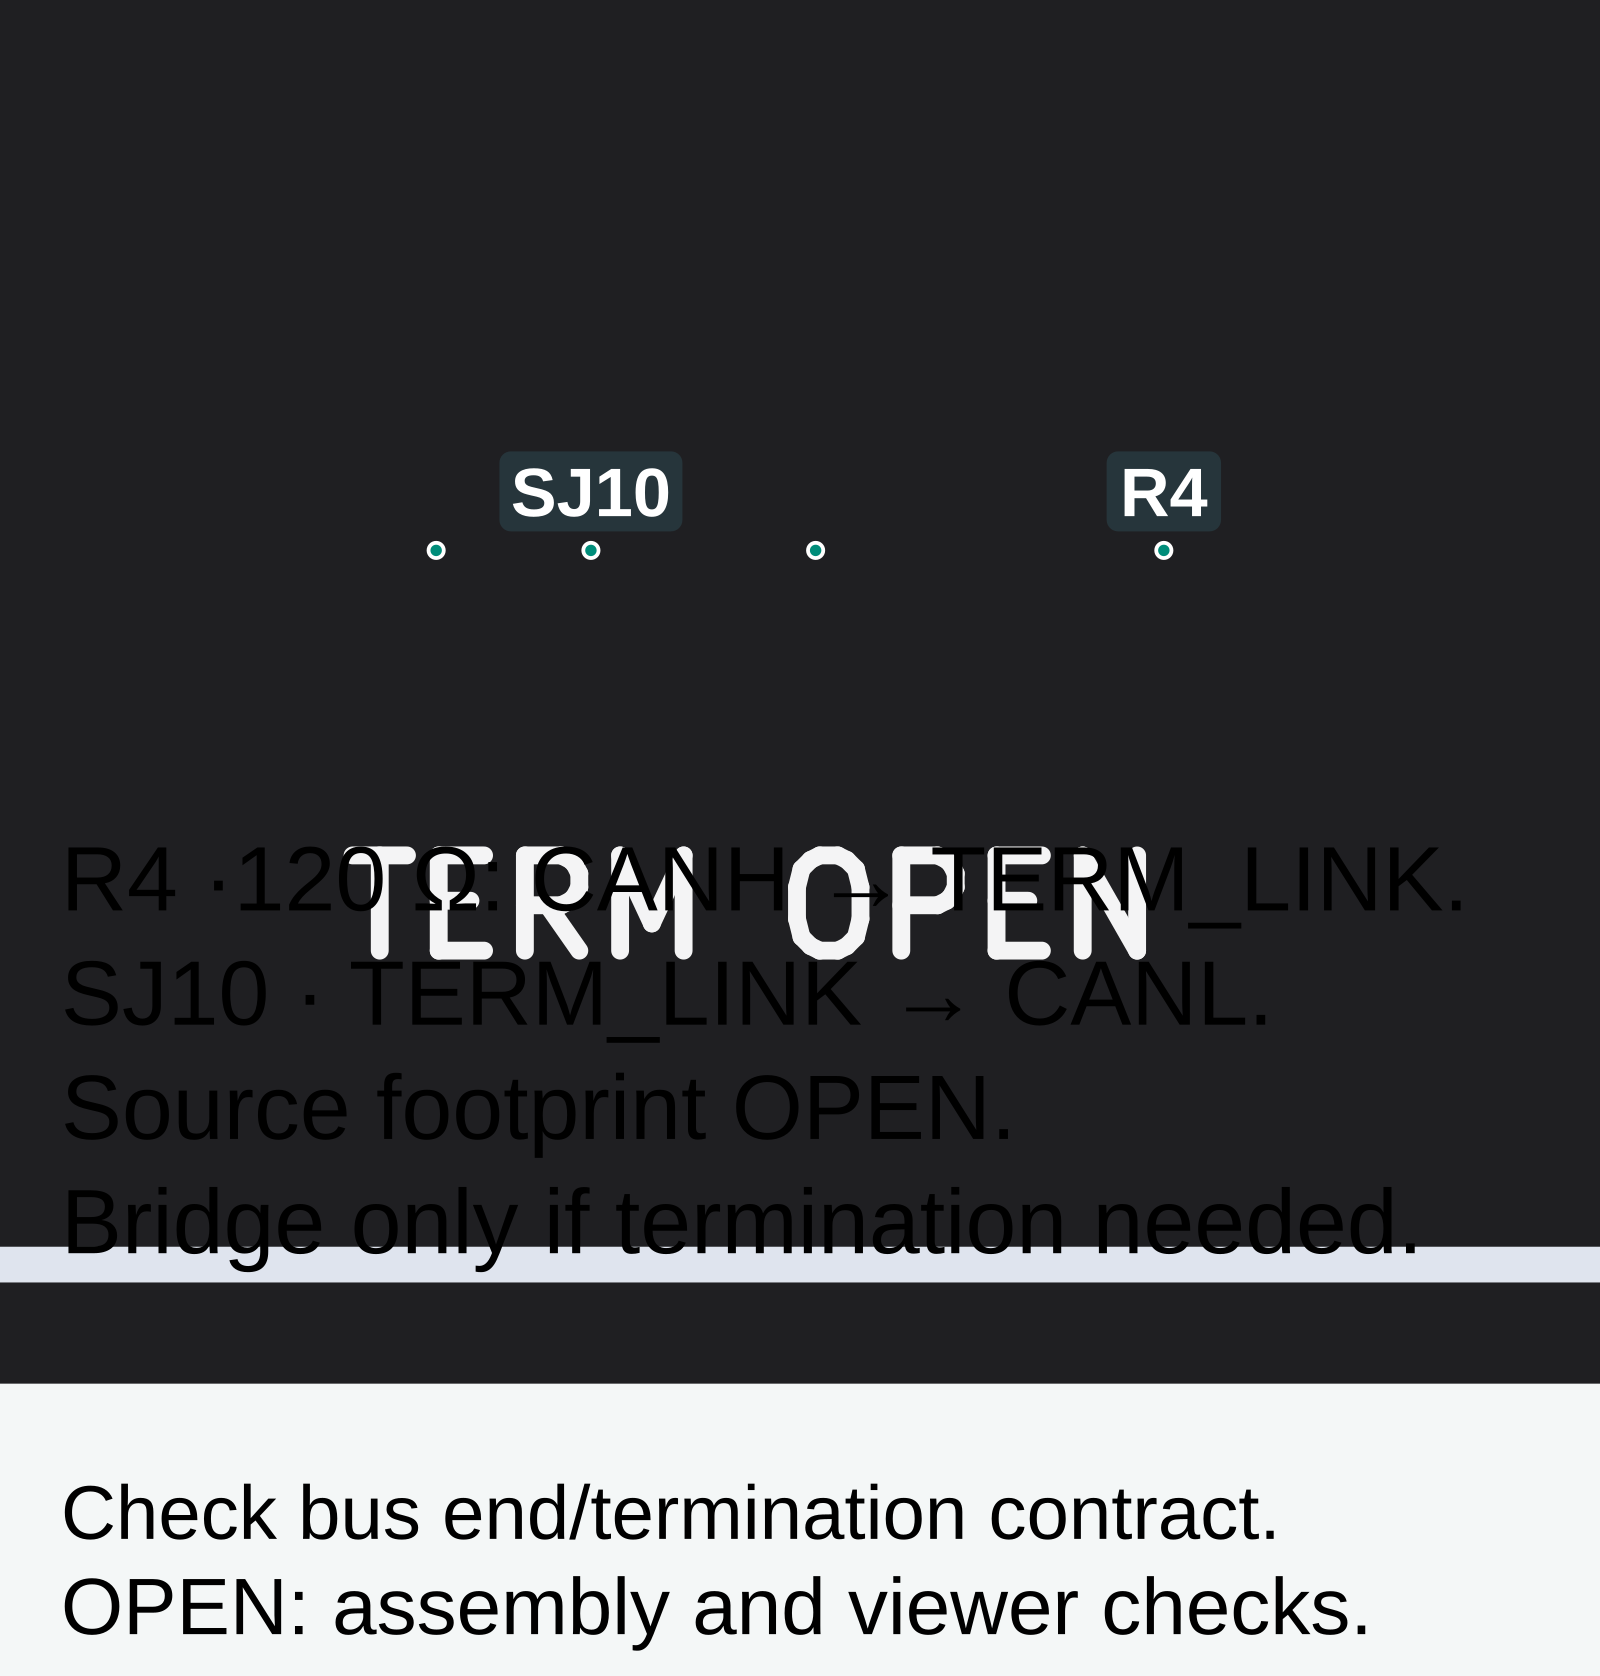 SJ10 R4
TERM OPEN
R4 ·120 Ω: CANH → TERM_LINK.
SJ10 · TERM_LINK → CANL.
Source footprint OPEN.
Bridge only if termination needed.
Check bus end/termination contract.
OPEN: assembly and viewer checks.